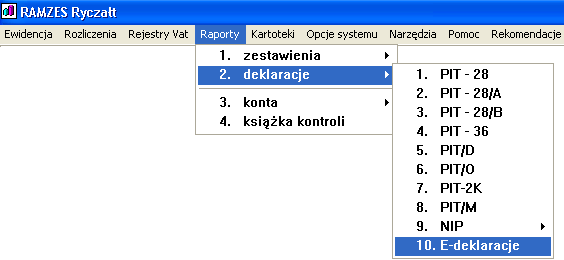 RAMZES Ryczałt
Ewidencja Rozliczenia Rejestry Vat Raporty Kartoteki Opcje systemu Narzędzia Pomoc Rekomendacje
1. zestawienia
2. deklaracje
3. konta
4. książka kontroli
1. PIT - 28
2. PIT - 28/A
3. PIT - 28/B
4. PIT - 36
5. PIT/D
6. PIT/O
7. PIT-2K
8. PIT/M
9. NIP
10. E-deklaracje